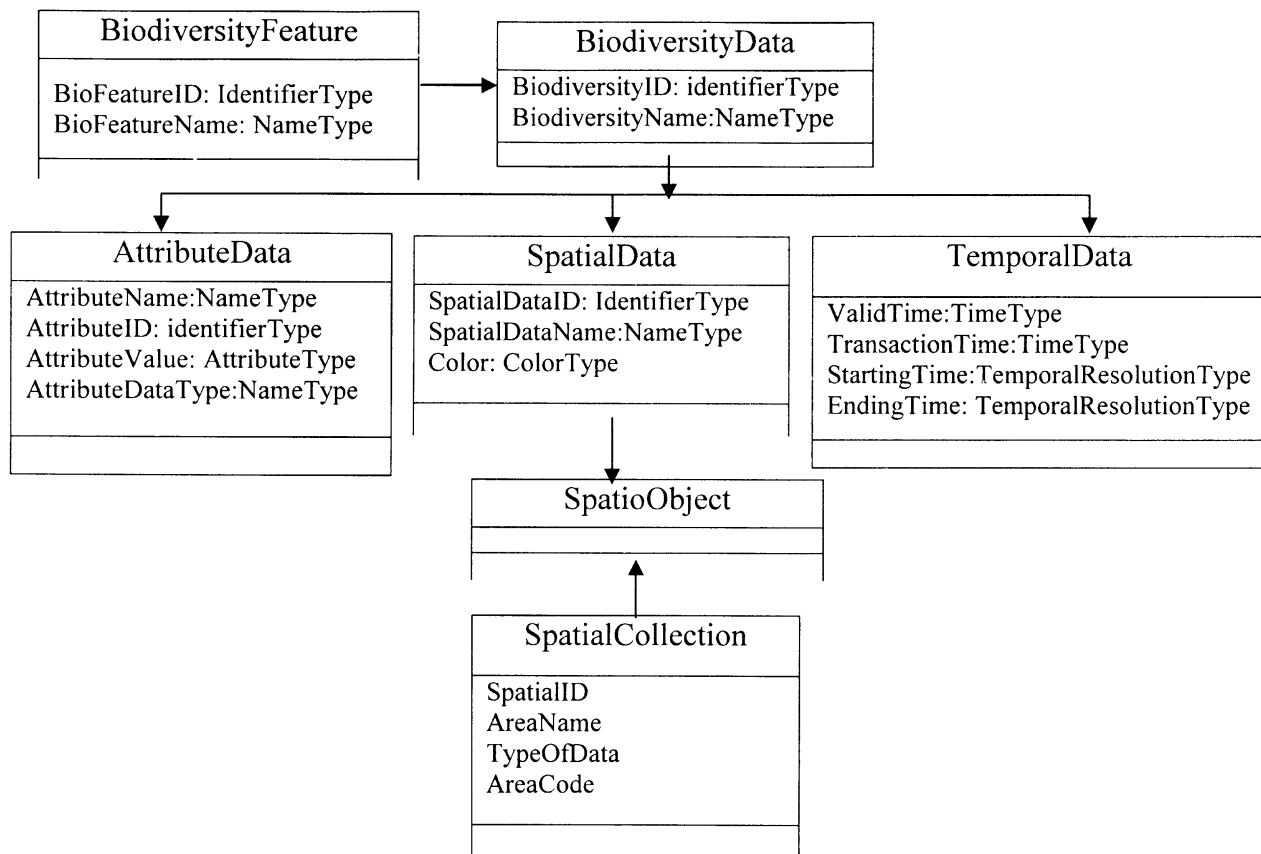 BiodiversityFeature
BioFeatureID: IdentifierType
BioFeatureName: NameType
BiodiversityData
BiodiversityID: identifierType
BiodiversityName:NameType
AttributeData
AttributeName:NameType
AttributeID: identifierType
AttributeValue: AttributeType
AttributeDataType:NameType
SpatialData
SpatialDataID: IdentifierType
SpatialDataName:NameType
Color: ColorType
TemporalData
ValidTime:TimeType
TransactionTime:TimeType
StartingTime:TemporalResolutionType
EndingTime: TemporalResolutionType
SpatioObject
SpatialCollection
SpatialID
AreaName
TypeOfData
AreaCode